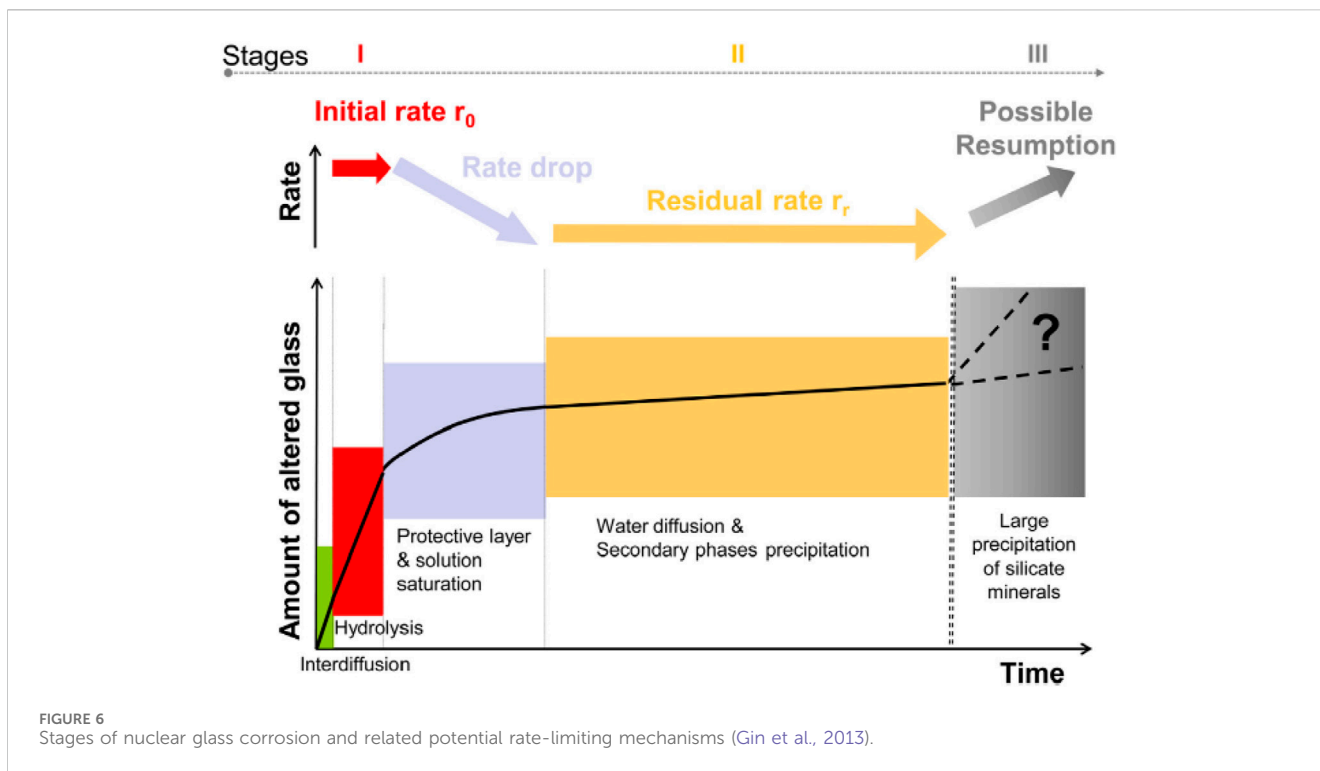 Stages I II III
Initial rate r0
Possible
Resumption
Rate drop
Residual rate rr
Rate
Amount of altered glass
?
Protective layer
& solution
saturation
Water diffusion &
Secondary phases precipitation
Large
precipitation
of silicate
minerals
Hydrolysis
Interdiffusion
Time
FIGURE 6
Stages of nuclear glass corrosion and related potential rate-limiting mechanisms (Gin et al., 2013).